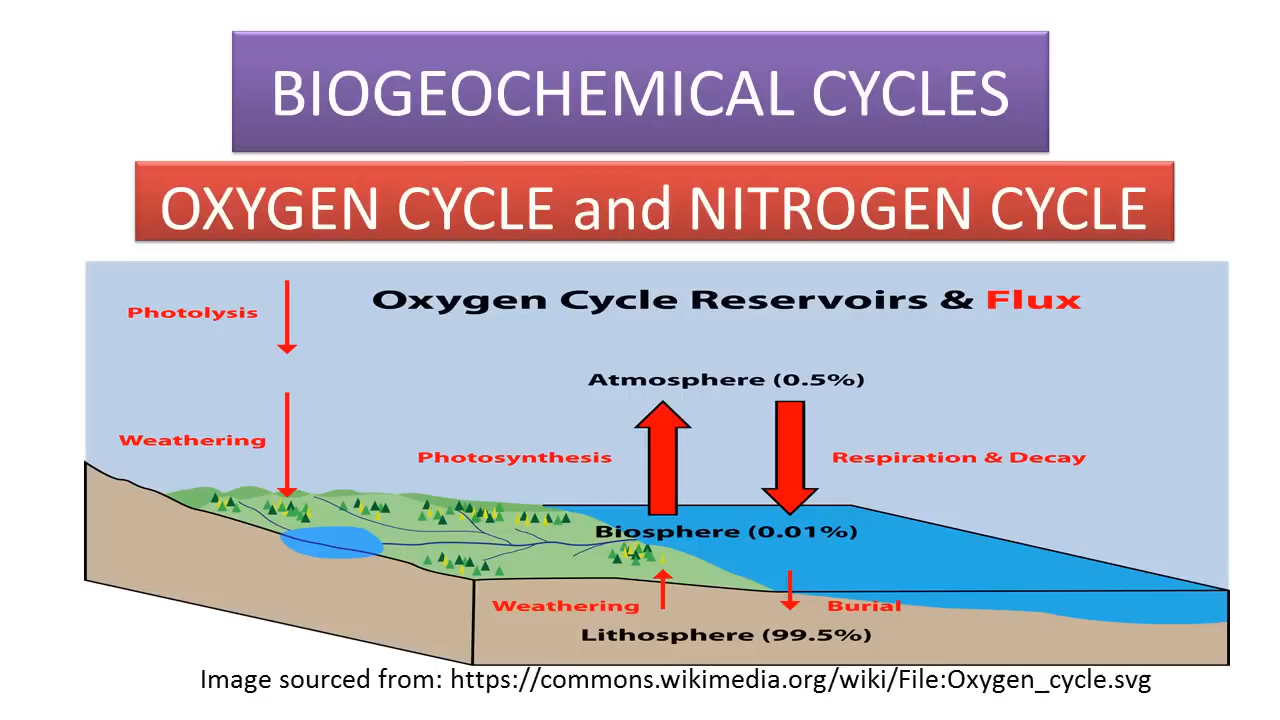 BIOGEOCHEMICAL CYCLES
OXYGEN CYCLE and NITROGEN CYCLE
Oxygen Cycle Reservoirs & Flux
Photolysis
Atmosphere (0.5%)
Weathering
Photosynthesis
Respiration & Decay
Biosphere (0.01%)
Weathering
Burial
Lithosphere (99.5%)
Image sourced from: https://commons.wikimedia.org/wiki/File:Oxygen_cycle.svg